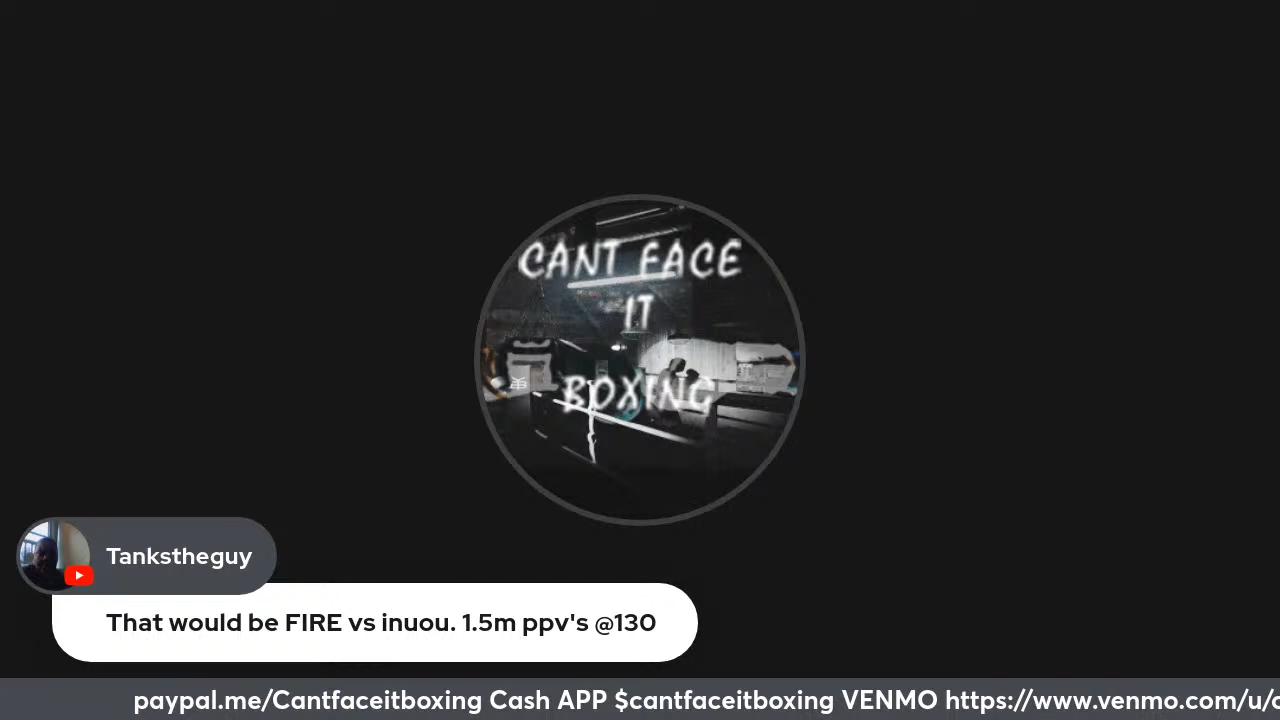 CANT FACE
IT
BOXING
Tankstheguy
That would be FIRE vs inuou. 1.5m ppv's @130
paypal.me/Cantfaceitboxing Cash APP $cantfaceitboxing VENMO https://www.venmo.com/u/c